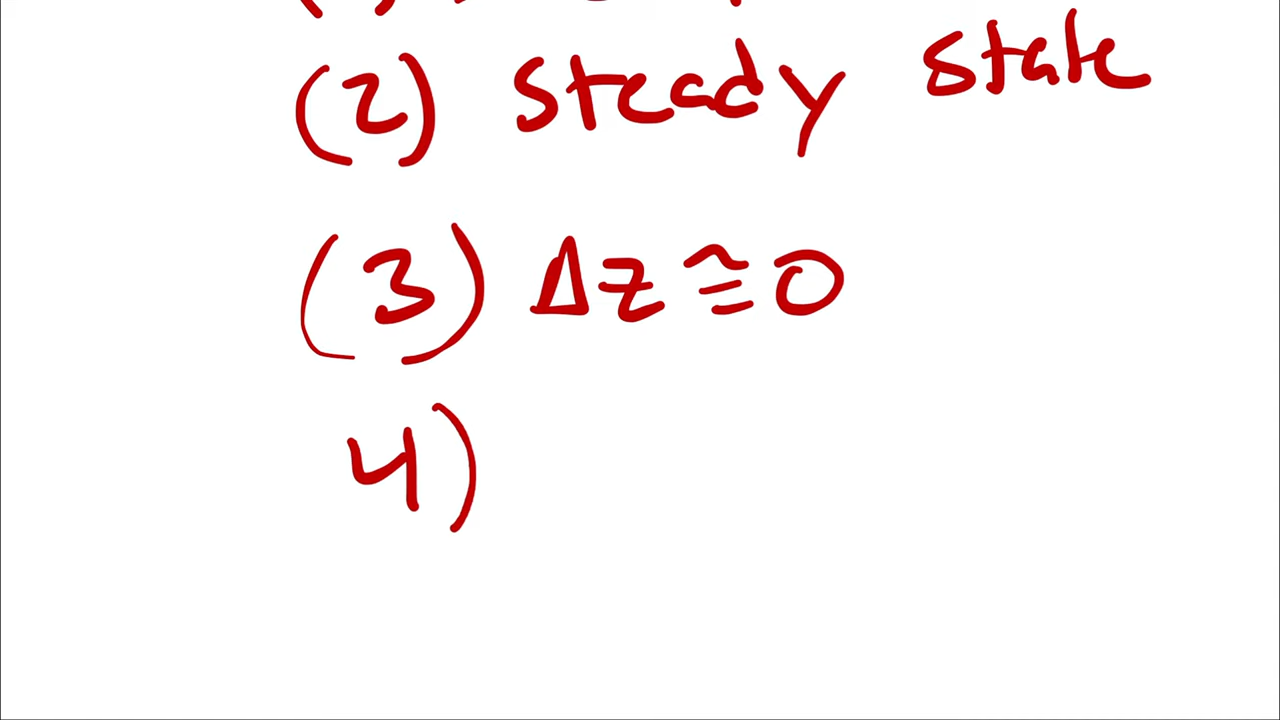 (2) steady state
(3) Δz≅0
4)